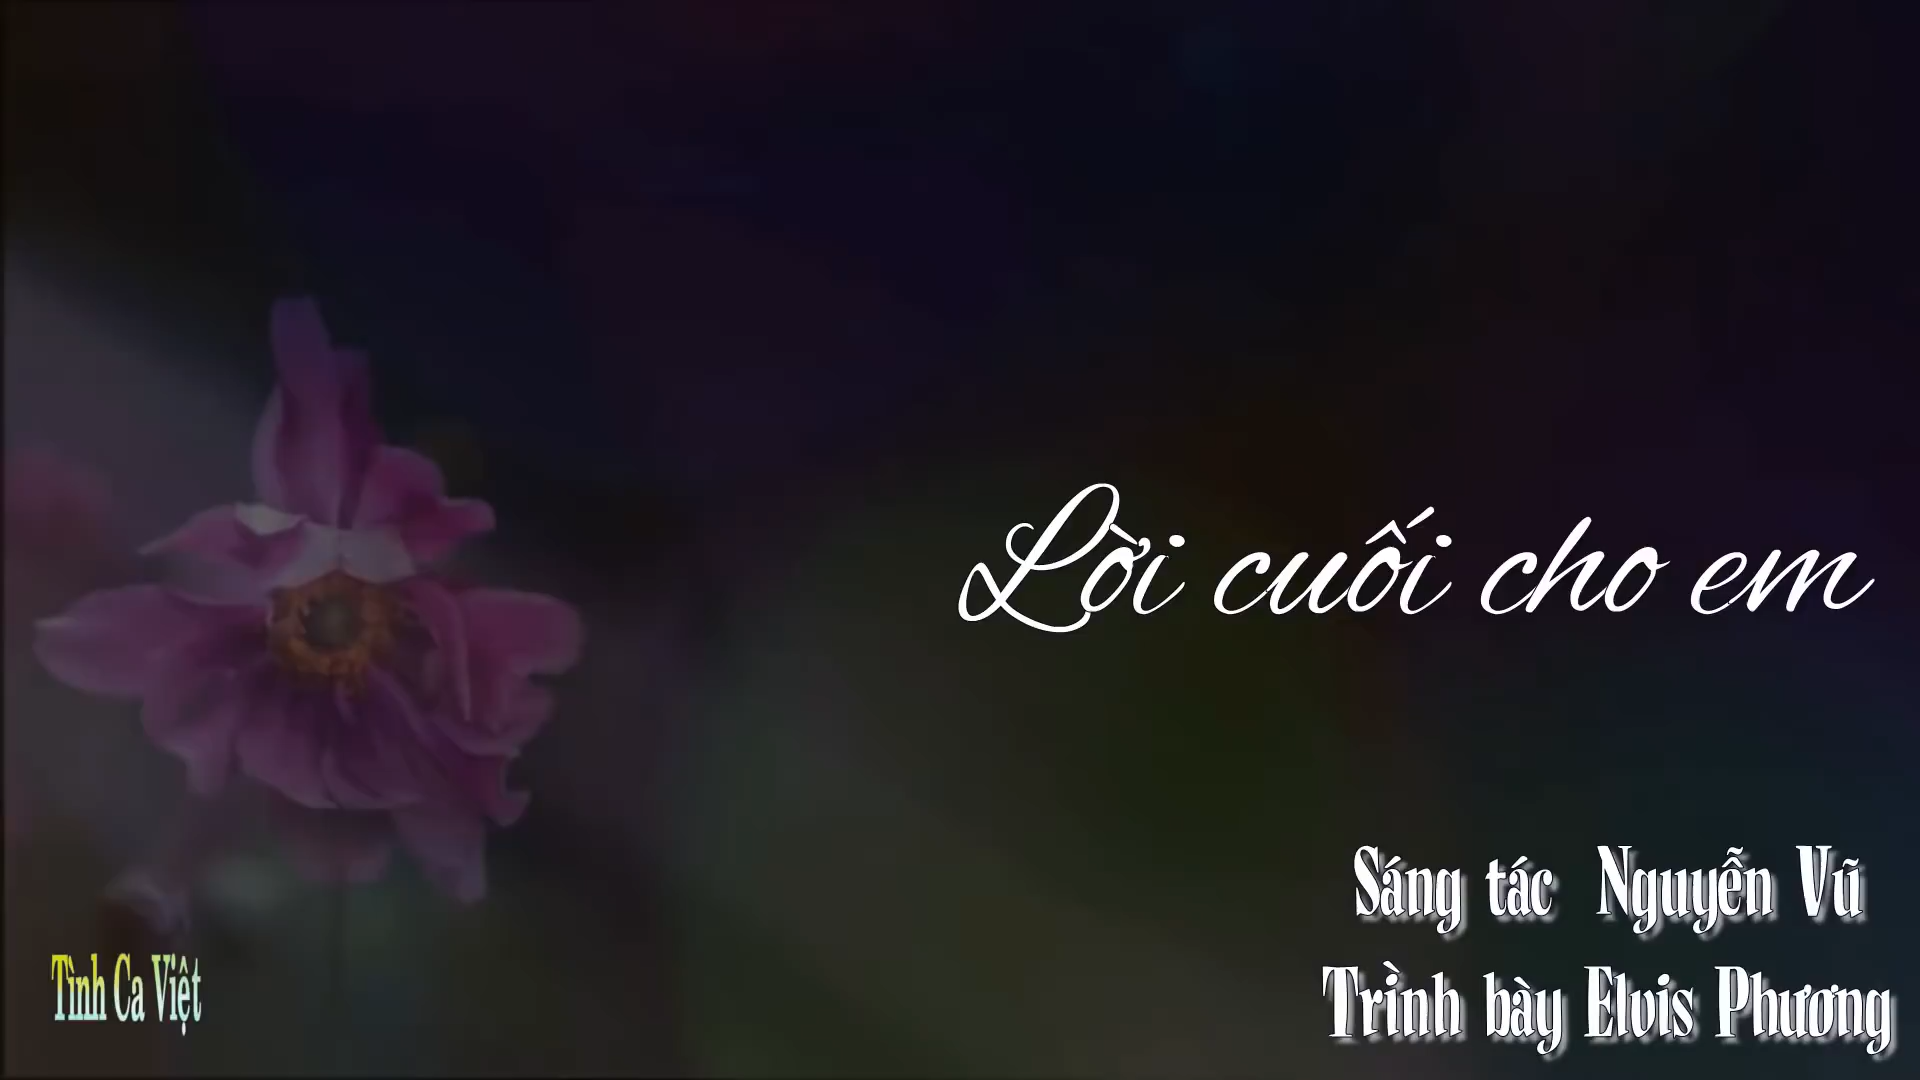 Lời cuối cho em
Sáng tác Nguyễn Vũ
Trình bày Elvis Phương
Tình Ca Việt